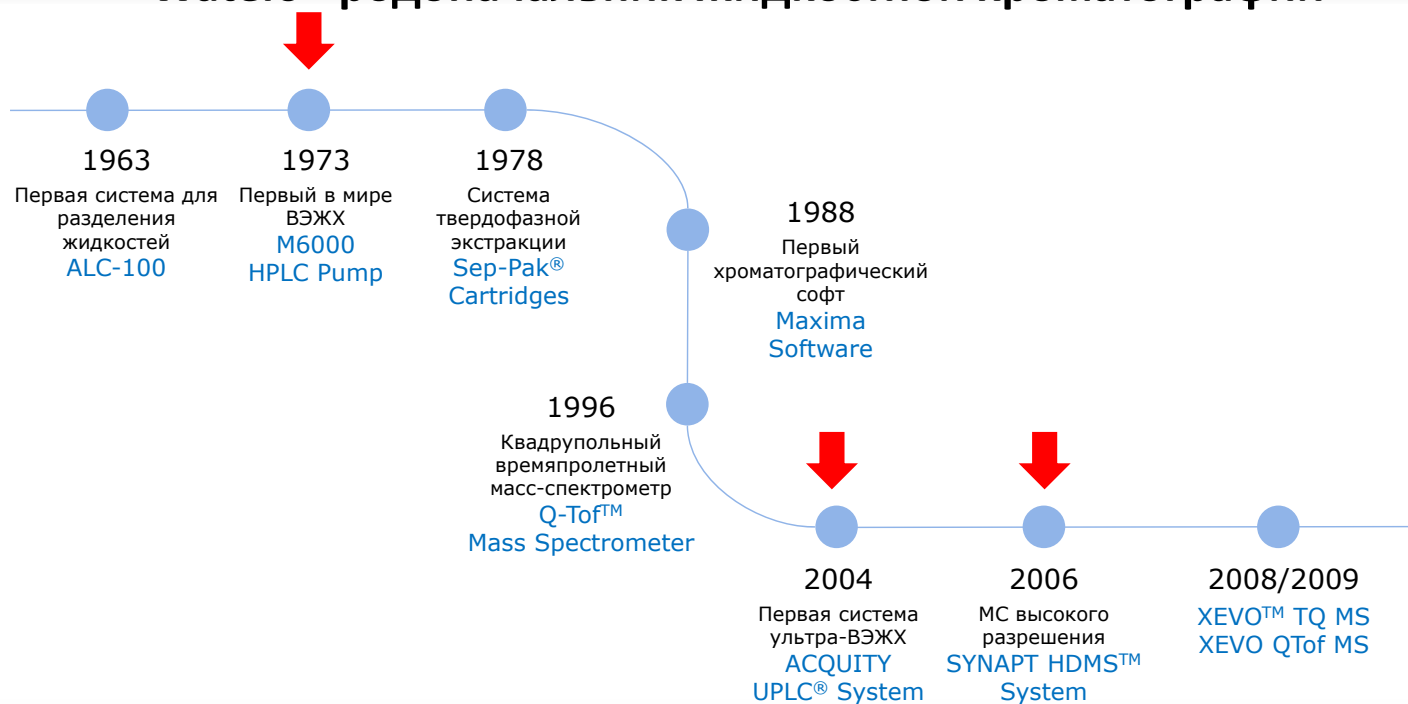 1963
Первая система для
разделения
жидкостей
ALC-100
1973
Первый в мире
ВЭЖХ
M6000
HPLC Pump
1978
Система
твердофазной
экстракции
Sep-Pak®
Cartridges
1988
Первый
хроматографический
софт
Maxima
Software
1996
Квадрупольный
времяпролетный
масс-спектрометр
Q-Tof™
Mass Spectrometer
2004
Первая система
ультра-ВЭЖХ
ACQUITY
UPLC® System
2006
МС высокого
разрешения
SYNAPT HDMS™
System
2008/2009
XEVO™ TQ MS
XEVO QTof MS